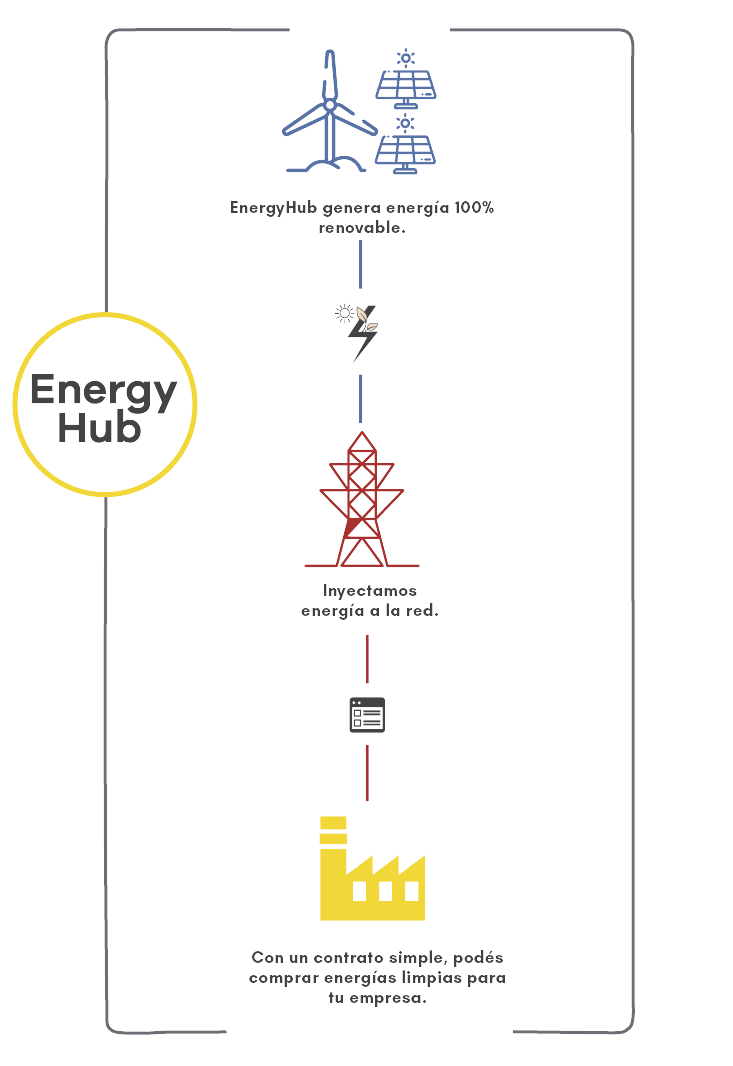 EnergyHub genera energía 100%
renovable.
Energy
Hub
Inyectamos
energía a la red.
Con un contrato simple, podés
comprar energías limpias para
tu empresa.